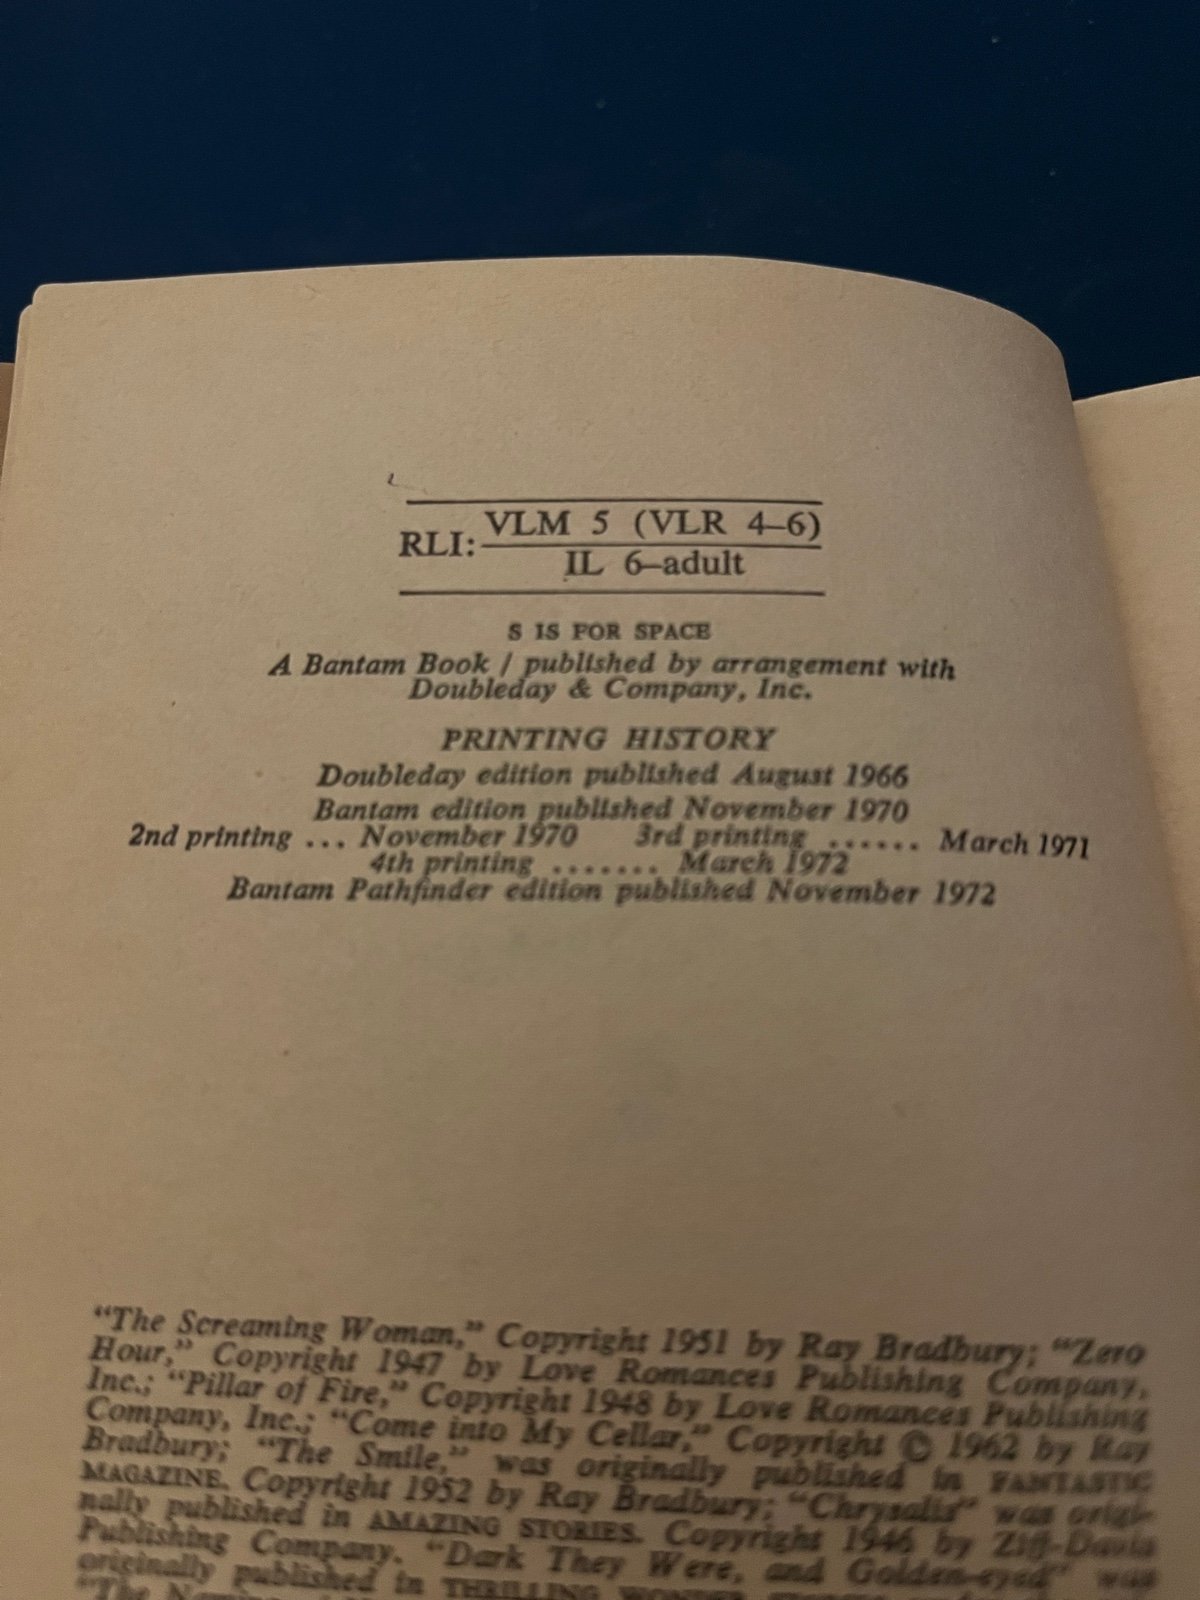 RLI: VLM 5 (VLR 4–6)
IL 6–adult
S IS FOR SPACE
A Bantam Book / published by arrangement with
Doubleday & Company, Inc.
PRINTING HISTORY
Doubleday edition published August 1966
Bantam edition published November 1970
2nd printing ... November 1970 3rd printing ...... March 1971
4th printing ....... March 1972
Bantam Pathfinder edition published November 1972
"The Screaming Woman," Copyright 1951 by Ray Bradbury; "Zero
Hour," Copyright 1947 by Love Romances Publishing Company,
Inc.; "Pillar of Fire," Copyright 1948 by Love Romances Publishing
Company, Inc.; "Come into My Cellar," Copyright © 1962 by Ray
Bradbury; "The Smile," was originally published in FANTASTIC
MAGAZINE. Copyright 1952 by Ray Bradbury; "Chrysalis" was origi-
nally published in AMAZING STORIES. Copyright 1946 by Ziff-Davis
Publishing Company. "Dark They Were, and Golden-eyed" was
originally published in THRILLING WONDER
"The